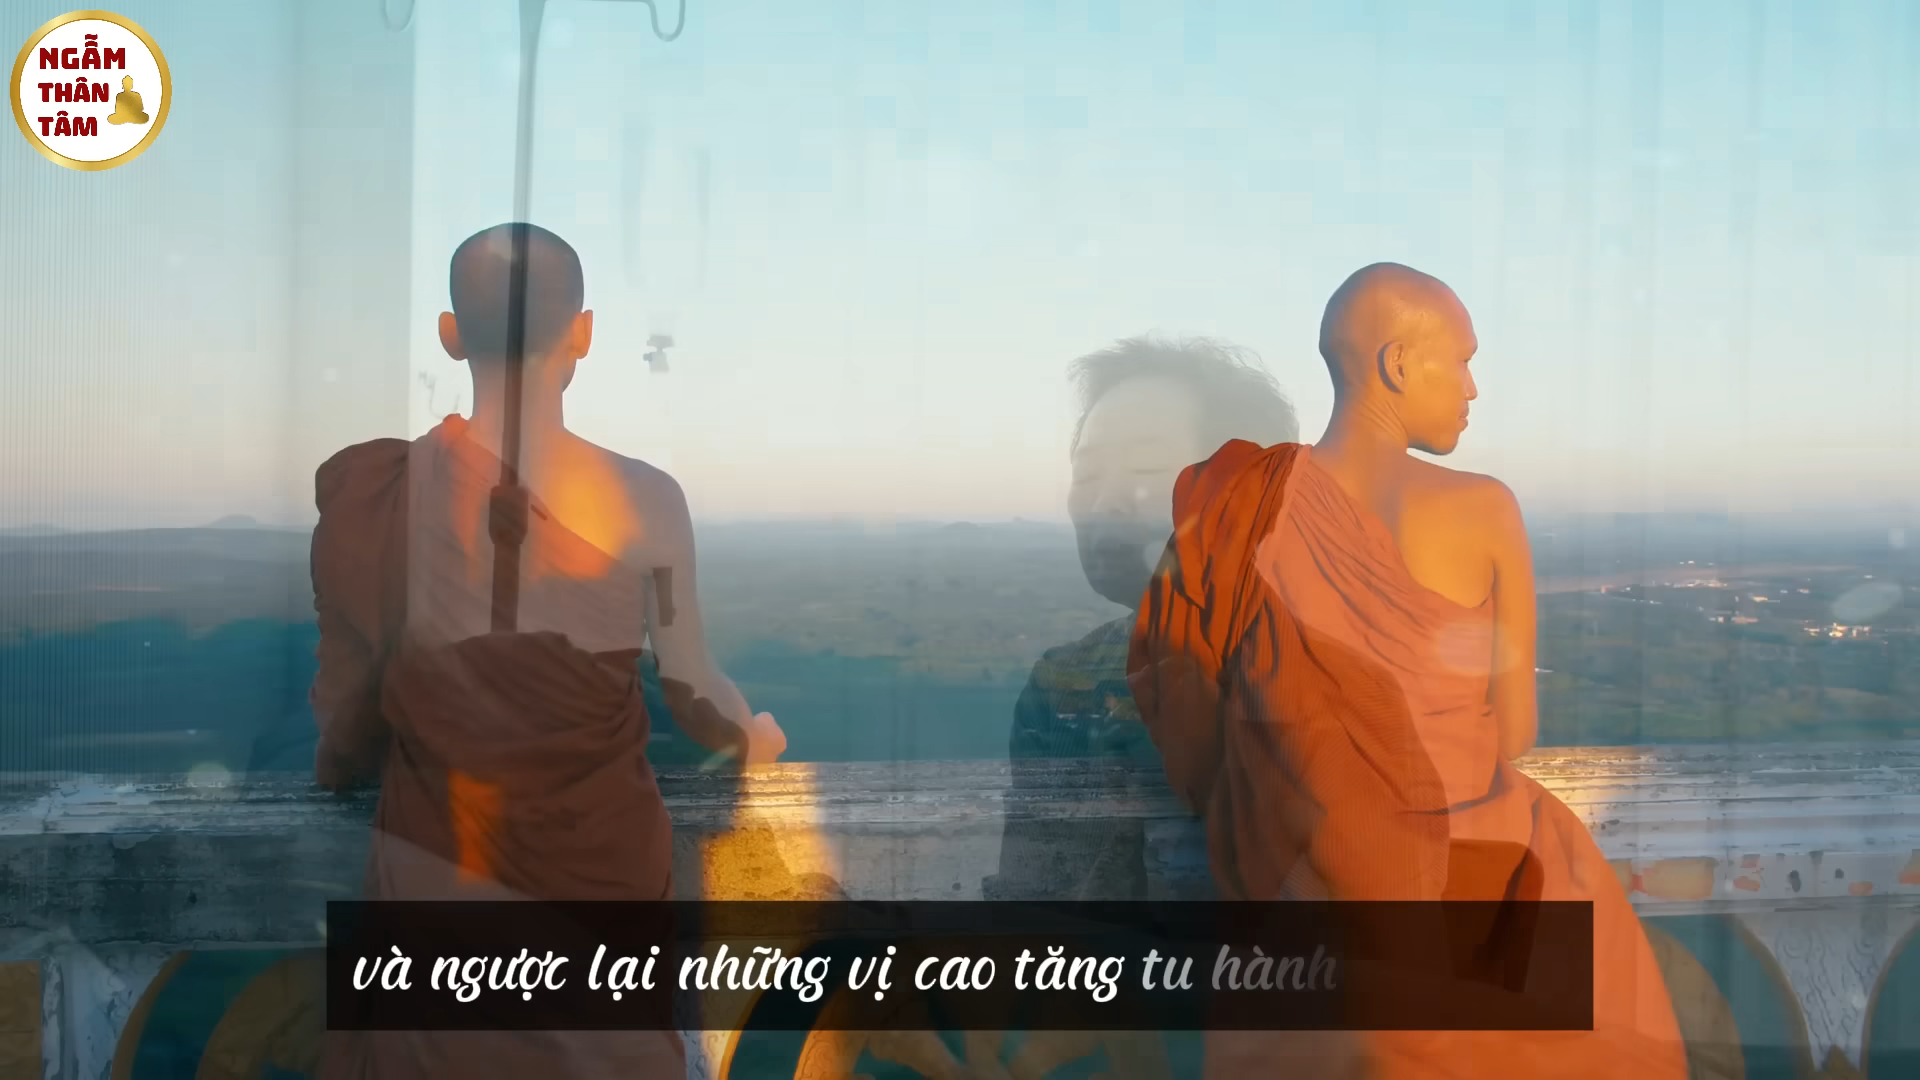 NGẪM
THÂN
TÂM
và ngược lại những vị cao tăng tu hành